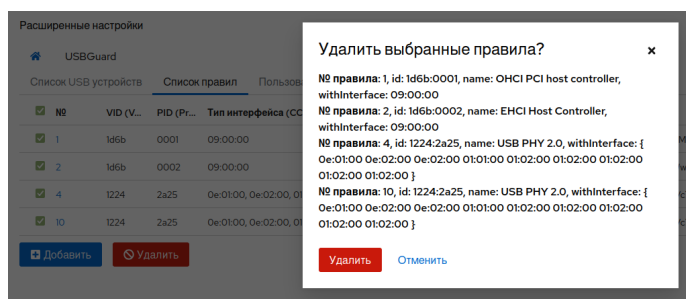 Расширенные настройки
USBGuard
Список USB устройств Список правил Пользов
№ VID (V... PID (Pr... Тип интерфейса (CC
1 1d6b 0001 09:00:00
2 1d6b 0002 09:00:00
4 1224 2a25 0e:01:00, 0e:02:00, 01
10 1224 2a25 0e:01:00, 0e:02:00, 01
Добавить Удалить
Удалить выбранные правила?
№ правила: 1, id: 1d6b:0001, name: OHCI PCI host controller,
withInterface: 09:00:00
№ правила: 2, id: 1d6b:0002, name: EHCI Host Controller,
withInterface: 09:00:00
№ правила: 4, id: 1224:2a25, name: USB PHY 2.0, withInterface: {
0e:01:00 0e:02:00 0e:02:00 01:01:00 01:02:00 01:02:00 01:02:00
01:02:00 01:02:00 }
№ правила: 10, id: 1224:2a25, name: USB PHY 2.0, withInterface: {
0e:01:00 0e:02:00 0e:02:00 01:01:00 01:02:00 01:02:00 01:02:00
01:02:00 01:02:00 }
Удалить Отменить